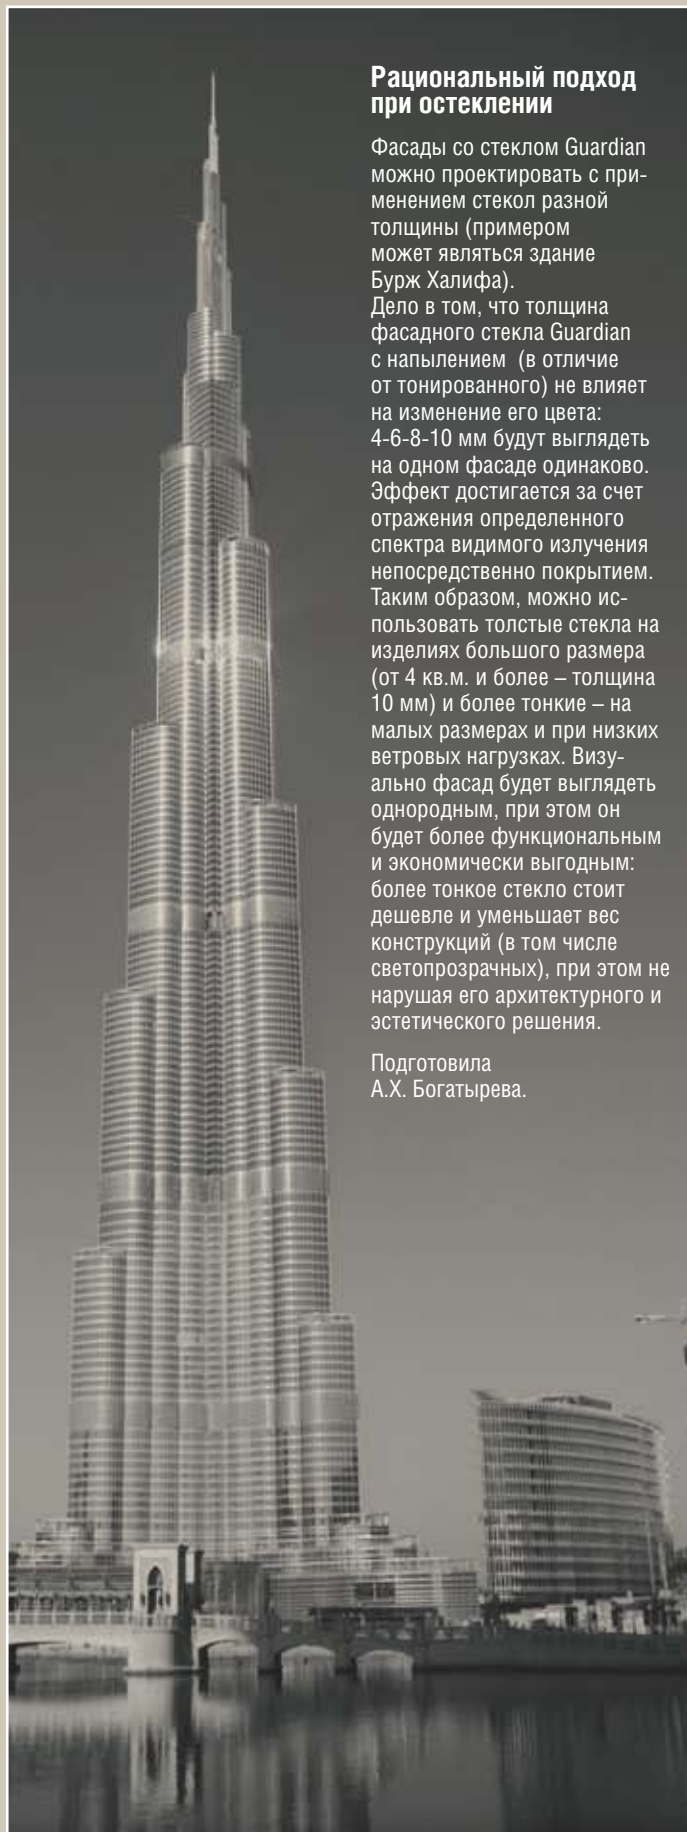 Рациональный подход
при остеклении
Фасады со стеклом Guardian
можно проектировать с при-
менением стекол разной
толщины (примером
может являться здание
Бурж Халифа).
Дело в том, что толщина
фасадного стекла Guardian
с напылением (в отличие
от тонированного) не влияет
на изменение его цвета:
4-6-8-10 мм будут выглядеть
на одном фасаде одинаково.
Эффект достигается за счет
отражения определенного
спектра видимого излучения
непосредственно покрытием.
Таким образом, можно ис-
пользовать толстые стекла на
изделиях большого размера
(от 4 кв.м. и более – толщина
10 мм) и более тонкие – на
малых размерах и при низких
ветровых нагрузках. Визу-
ально фасад будет выглядеть
однородным, при этом он
будет более функциональным
и экономически выгодным:
более тонкое стекло стоит
дешевле и уменьшает вес
конструкций (в том числе
светопрозрачных), при этом не
нарушая его архитектурного и
эстетического решения.
Подготовила
А.Х. Богатырева.